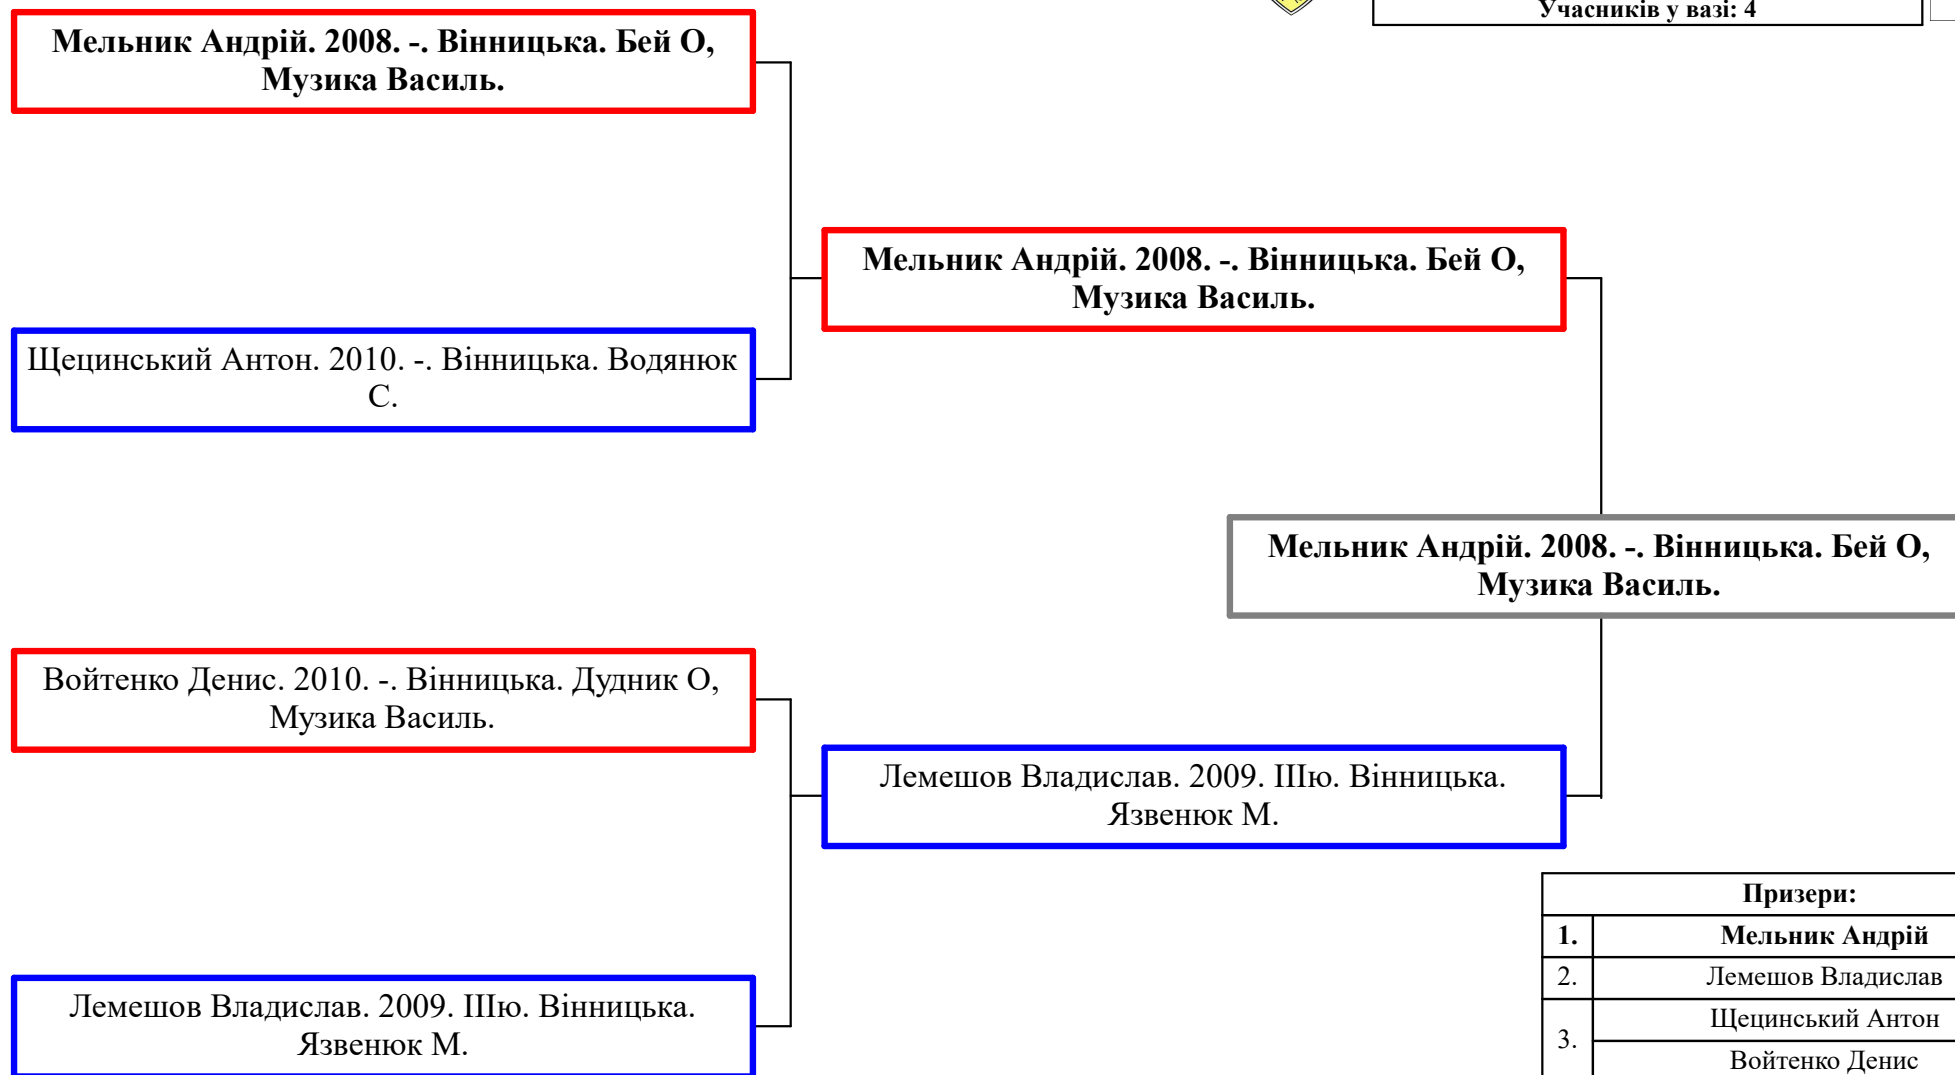 Учасників у вазі: 4
Мельник Андрій. 2008. -. Вінницька. Бей О,
Музика Василь.
Мельник Андрій. 2008. -. Вінницька. Бей О,
Музика Василь.
Щецинський Антон. 2010. -. Вінницька. Водянюк
С.
Мельник Андрій. 2008. -. Вінницька. Бей О,
Музика Василь.
Войтенко Денис. 2010. -. Вінницька. Дудник О,
Музика Василь.
Лемешов Владислав. 2009. IIIю. Вінницька.
Язвенюк М.
Призери:
1. Мельник Андрій
2. Лемешов Владислав
3. Щецинський Антон
Войтенко Денис
Лемешов Владислав. 2009. IIIю. Вінницька.
Язвенюк М.